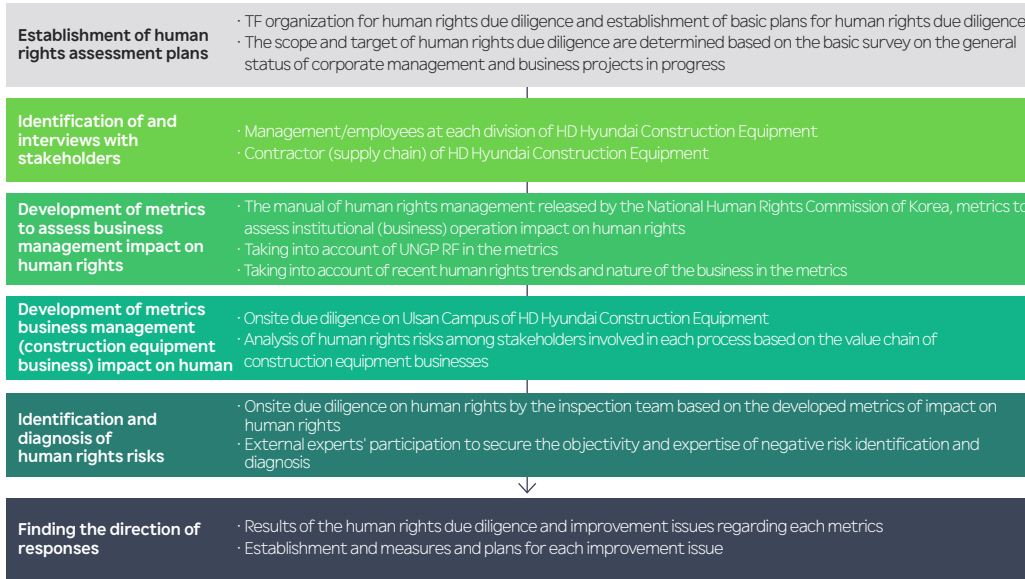 Establishment of human
rights assessment plans
· TF organization for human rights due diligence and establishment of basic plans for human rights due diligence
· The scope and target of human rights due diligence are determined based on the basic survey on the general
status of corporate management and business projects in progress
Identification of and
interviews with
stakeholders
· Management/employees at each division of HD Hyundai Construction Equipment
· Contractor (supply chain) of HD Hyundai Construction Equipment
Development of metrics
to assess business
management impact on
human rights
· The manual of human rights management released by the National Human Rights Commission of Korea, metrics to
assess institutional (business) operation impact on human rights
· Taking into account of UNGP RF in the metrics
· Taking into account of recent human rights trends and nature of the business in the metrics
Development of metrics
business management
(construction equipment
business) impact on human
· Onsite due diligence on Ulsan Campus of HD Hyundai Construction Equipment
· Analysis of human rights risks among stakeholders involved in each process based on the value chain of
construction equipment businesses
Identification and
diagnosis of
human rights risks
· Onsite due diligence on human rights by the inspection team based on the developed metrics of impact on
human rights
· External experts' participation to secure the objectivity and expertise of negative risk identification and
diagnosis
Finding the direction of
responses
· Results of the human rights due diligence and improvement issues regarding each metrics
· Establishment and measures and plans for each improvement issue